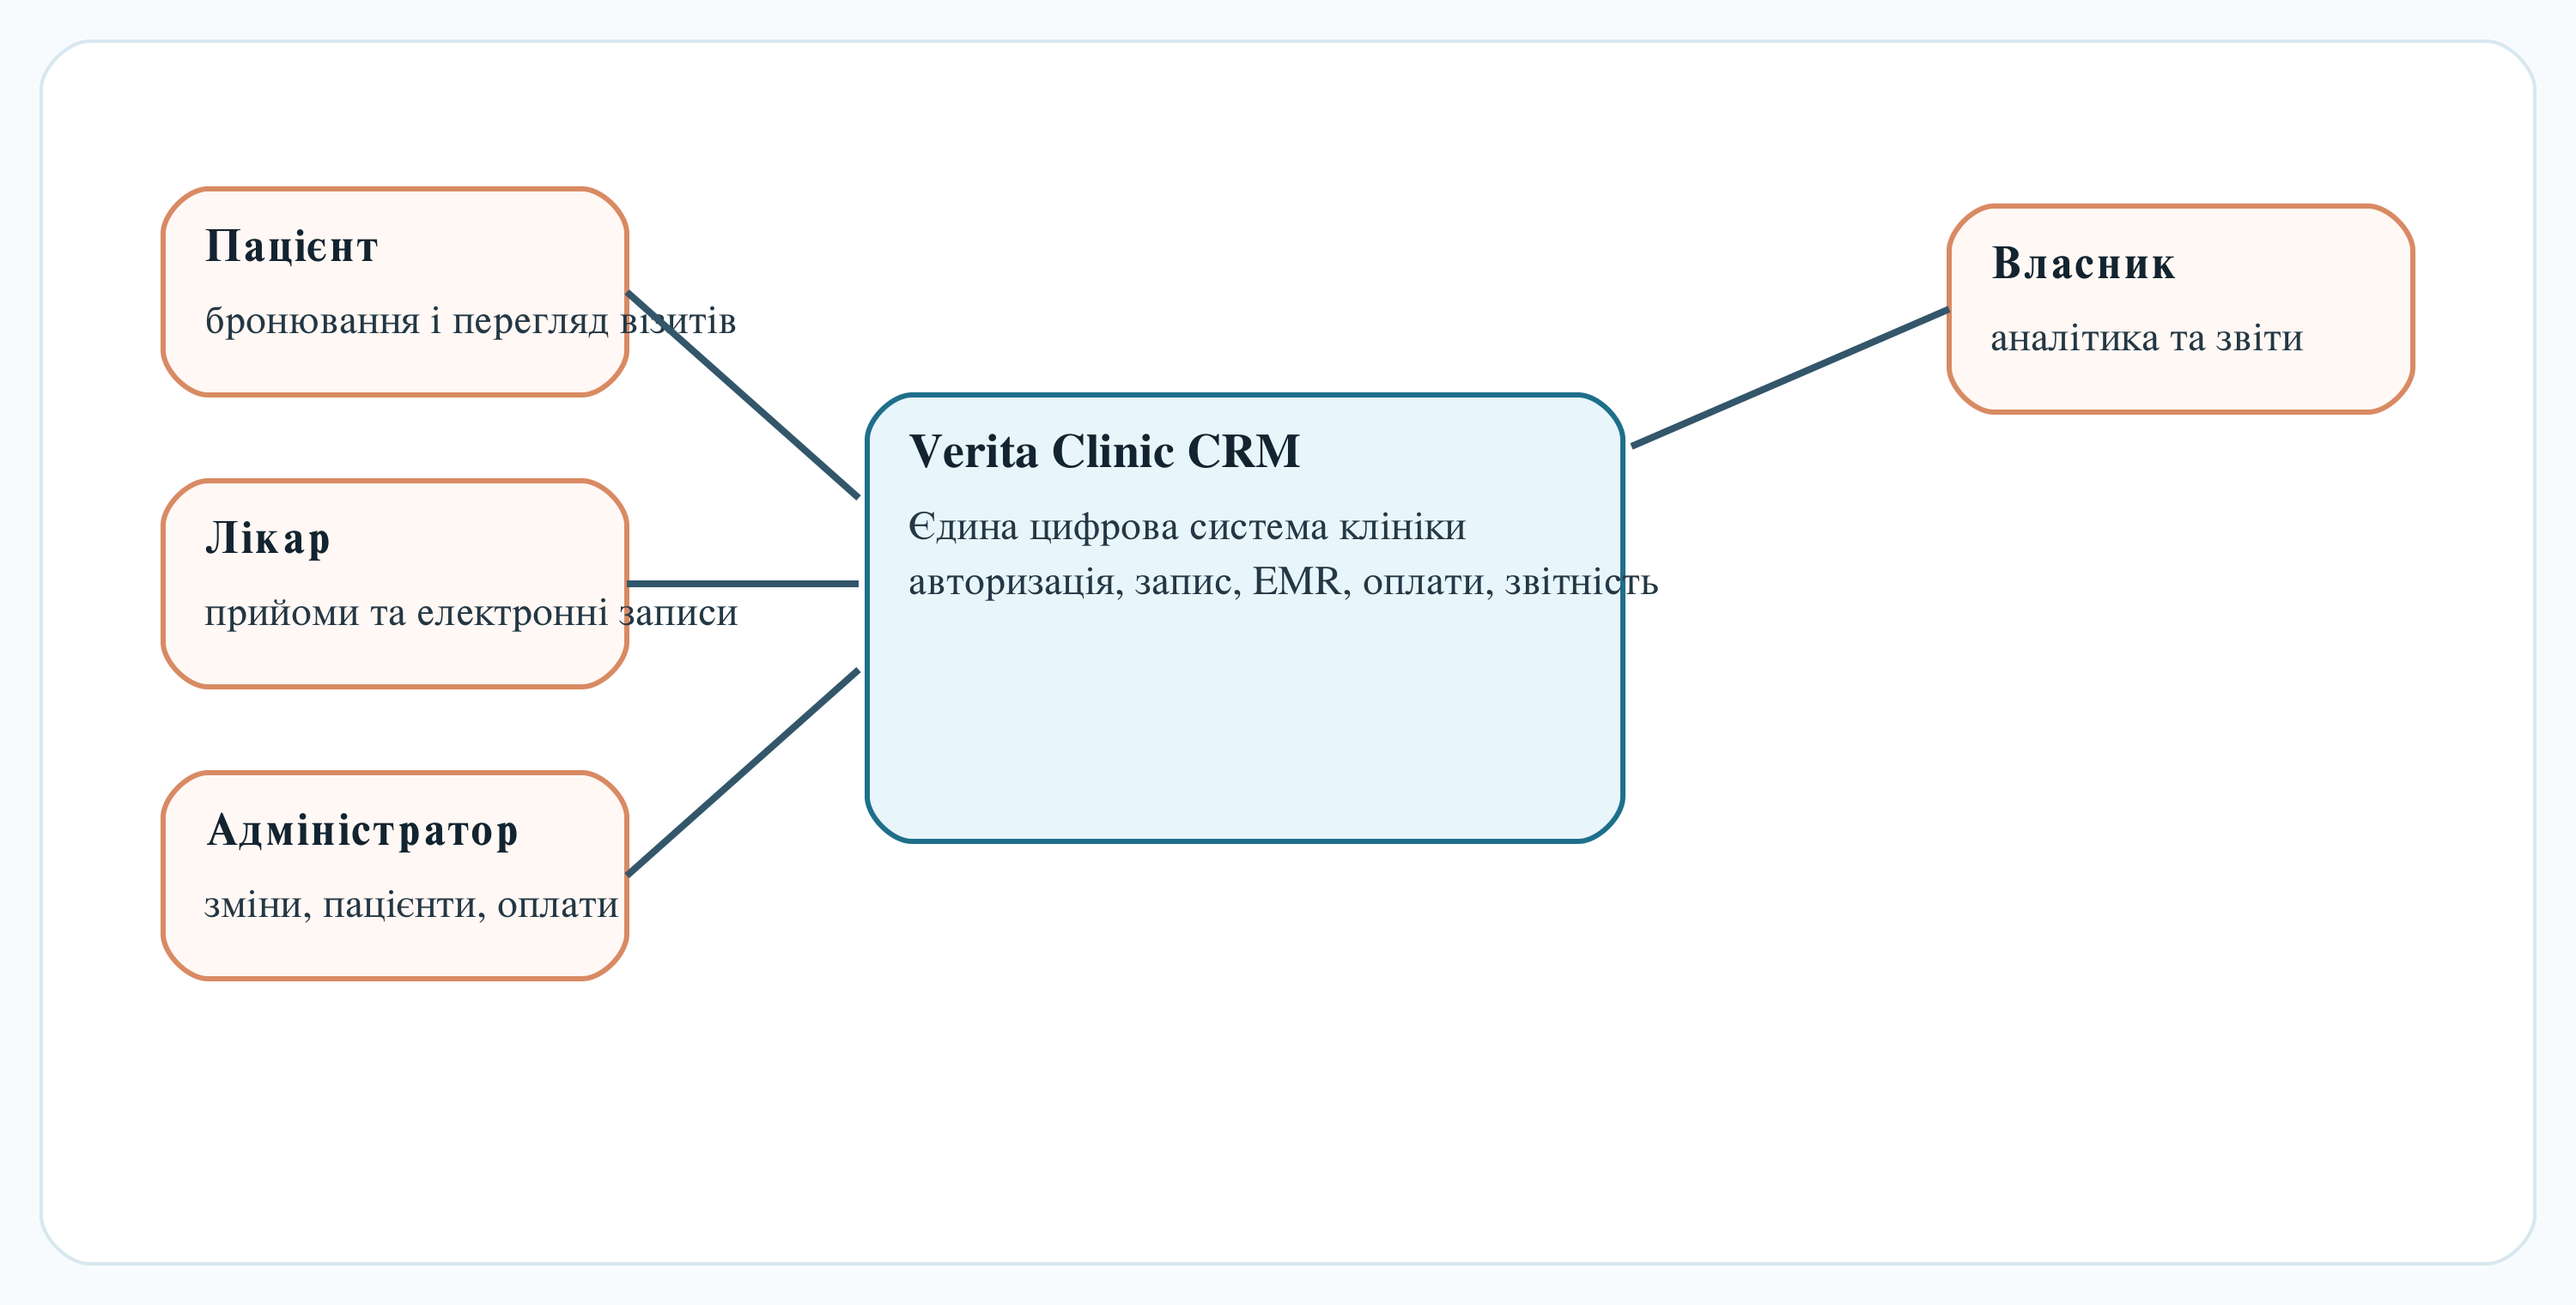 Пацієнт
бронювання і перегляд візитів
Лікар
прийоми та електронні записи
Адміністратор
зміни, пацієнти, оплати
Verita Clinic CRM
Єдина цифрова система клініки
авторизація, запис, EMR, оплати, звітність
Власник
аналітика та звіти